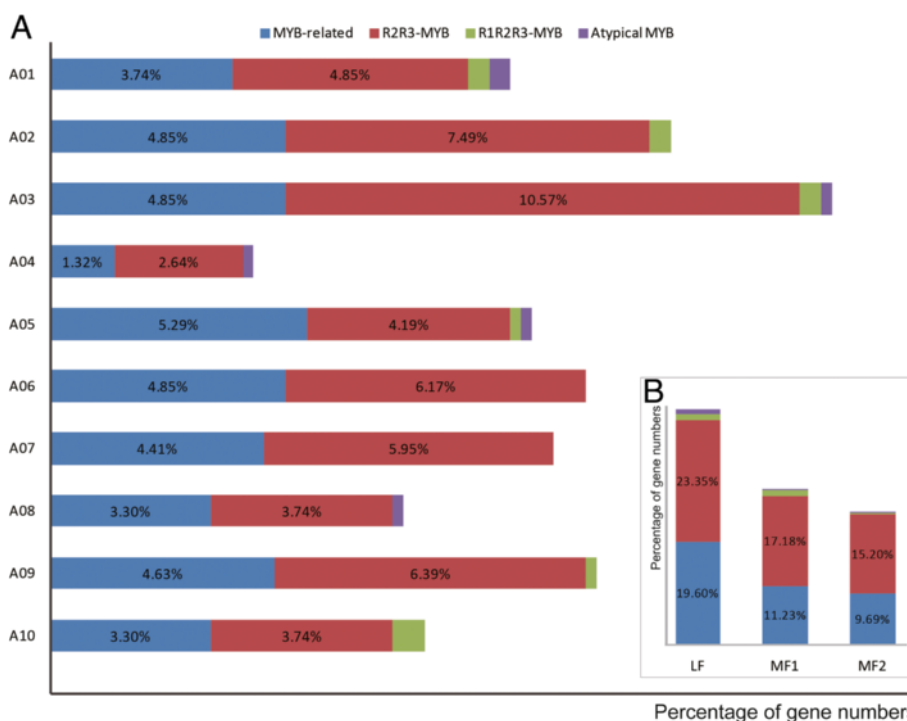 A
MYB-related R2R3-MYB R1R2R3-MYB Atypical MYB
A01 3.74% 4.85%
A02 4.85% 7.49%
A03 4.85% 10.57%
A04 1.32% 2.64%
A05 5.29% 4.19%
A06 4.85% 6.17%
A07 4.41% 5.95%
A08 3.30% 3.74%
A09 4.63% 6.39%
A10 3.30% 3.74%
B
Percentage of gene numbers
23.35% 17.18% 15.20%
19.60% 11.23% 9.69%
LF MF1 MF2
Percentage of gene number